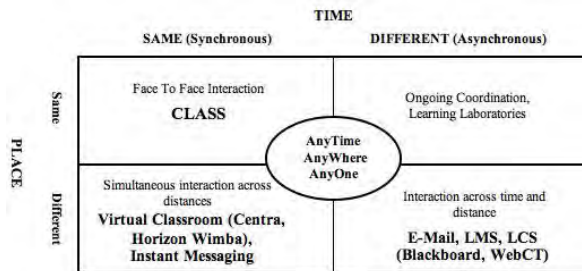 TIME
SAME (Synchronous)
DIFFERENT (Asynchronous)
PLACE
Same
Face To Face Interaction
CLASS
Ongoing Coordination,
Learning Laboratories
AnyTime
AnyWhere
AnyOne
Different
Simultaneous interaction across
distances
Virtual Classroom (Centra,
Horizon Wimba),
Instant Messaging
Interaction across time and
distance
E-Mail, LMS, LCS
(Blackboard, WebCT)